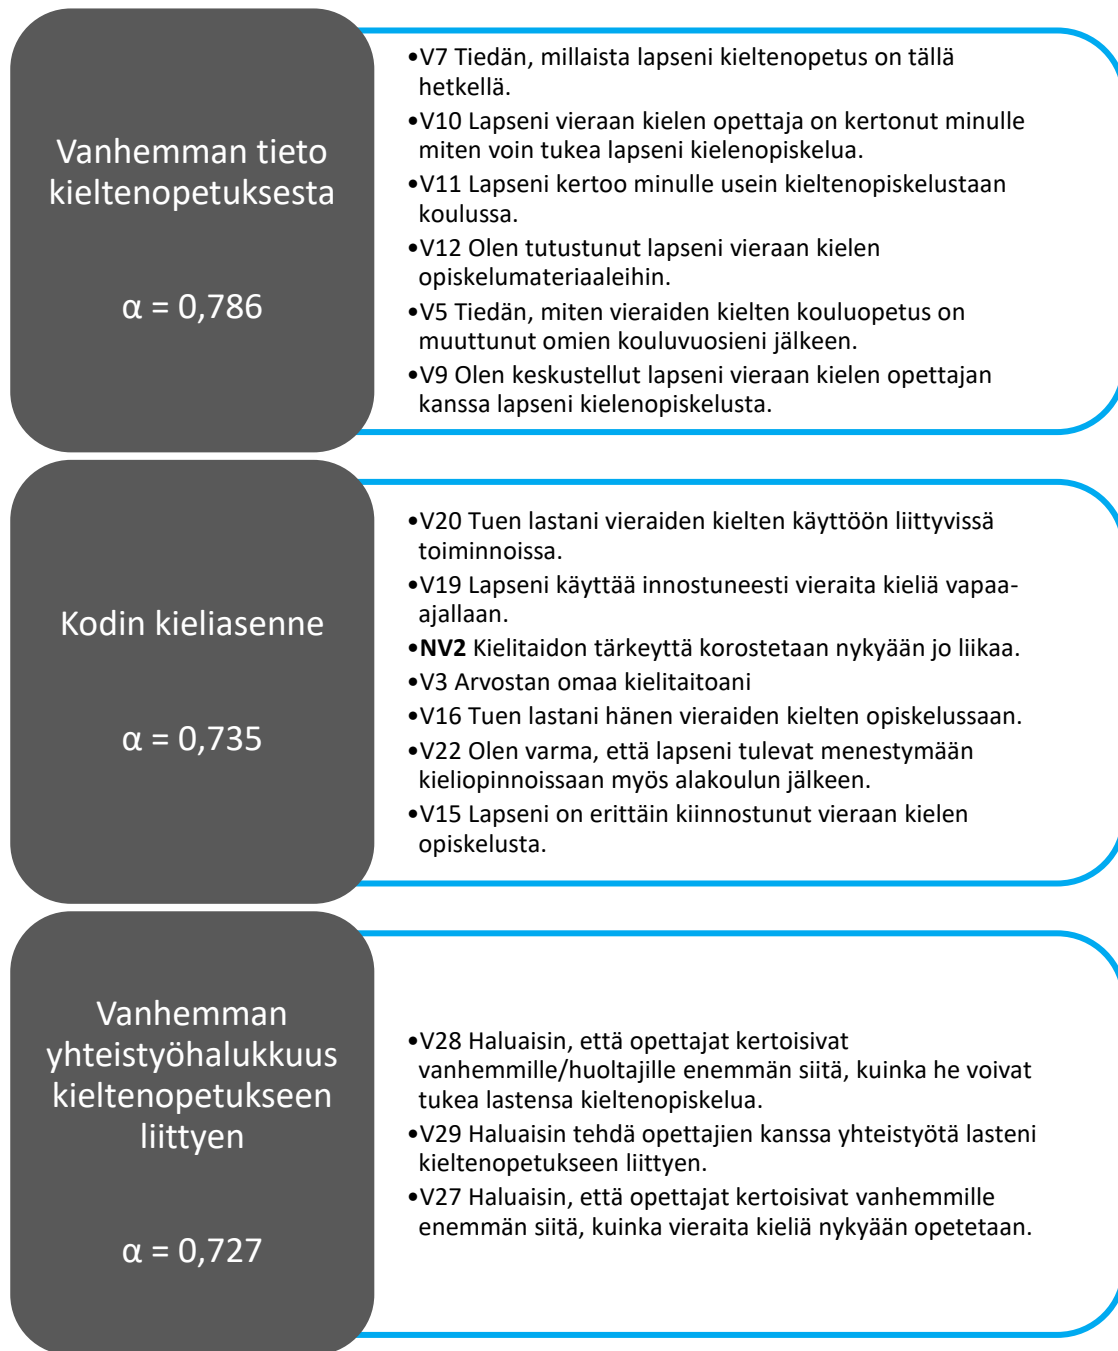 Vanhemman tieto
kieltenopetuksesta
α = 0,786
•V7 Tiedän, millaista lapseni kieltenopetus on tällä
hetkellä.
•V10 Lapseni vieraan kielen opettaja on kertonut minulle
miten voin tukea lapseni kielenopiskelua.
•V11 Lapseni kertoo minulle usein kieltenopiskelustaan
koulussa.
•V12 Olen tutustunut lapseni vieraan kielen
opiskelumateriaaleihin.
•V5 Tiedän, miten vieraiden kielten kouluopetus on
muuttunut omien kouluvuosieni jälkeen.
•V9 Olen keskustellut lapseni vieraan kielen opettajan
kanssa lapseni kielenopiskelusta.
Kodin kieliasenne
α = 0,735
•V20 Tuen lastani vieraiden kielten käyttöön liittyvissä
toiminnoissa.
•V19 Lapseni käyttää innostuneesti vieraita kieliä vapaa-
ajallaan.
•NV2 Kielitaidon tärkeyttä korostetaan nykyään jo liikaa.
•V3 Arvostan omaa kielitaitoani
•V16 Tuen lastani hänen vieraiden kielten opiskelussaan.
•V22 Olen varma, että lapseni tulevat menestymään
kieliopinnoissaan myös alakoulun jälkeen.
•V15 Lapseni on erittäin kiinnostunut vieraan kielen
opiskelusta.
Vanhemman
yhteistyöhalukkuus
kieltenopetukseen
liittyen
α = 0,727
•V28 Haluaisin, että opettajat kertoisivat
vanhemmille/huoltajille enemmän siitä, kuinka he voivat
tukea lastensa kieltenopiskelua.
•V29 Haluaisin tehdä opettajien kanssa yhteistyötä lasteni
kieltenopetukseen liittyen.
•V27 Haluaisin, että opettajat kertoisivat vanhemmille
enemmän siitä, kuinka vieraita kieliä nykyään opetetaan.